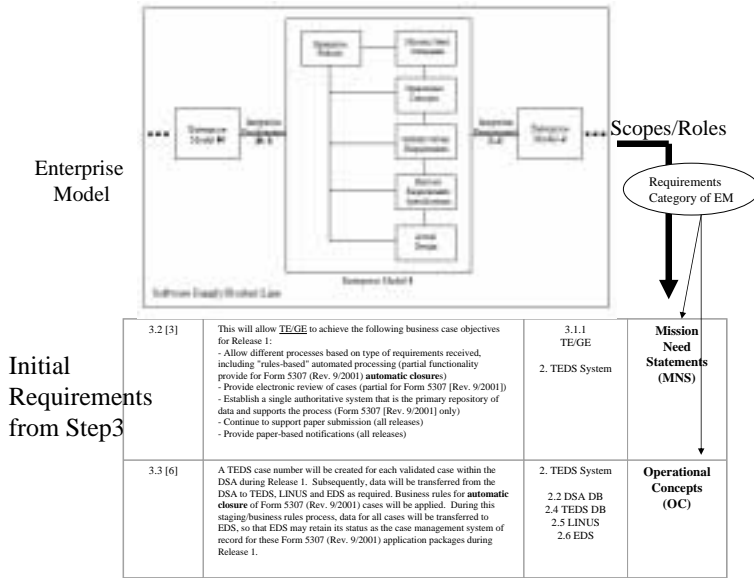 Enterprise
Model
Scopes/Roles
Requirements
Category of EM
Initial
Requirements
from Step3
3.2 [3]
This will allow TE/GE to achieve the following business case objectives
for Release 1:
- Allow different processes based on type of requirements received,
including "rules-based" automated processing (partial functionality
provide for Form 5307 (Rev. 9/2001) automatic closures)
- Provide electronic review of cases (partial for Form 5307 [Rev. 9/2001])
- Establish a single authoritative system that is the primary repository of
data and supports the process (Form 5307 [Rev. 9/2001] only)
- Continue to support paper submission (all releases)
- Provide paper-based notifications (all releases)
3.1.1
TE/GE
2. TEDS System
Mission
Need
Statements
(MNS)
3.3 [6]
A TEDS case number will be created for each validated case within the
DSA during Release 1. Subsequently, data will be transferred from the
DSA to TEDS, LINUS and EDS as required. Business rules for automatic
closure of Form 5307 (Rev. 9/2001) cases will be applied. During this
staging/business rules process, data for all cases will be transferred to
EDS, so that EDS may retain its status as the case management system of
record for these Form 5307 (Rev. 9/2001) application packages during
Release 1.
2. TEDS System
2.2 DSA DB
2.4 TEDS DB
2.5 LINUS
2.6 EDS
Operational
Concepts
(OC)